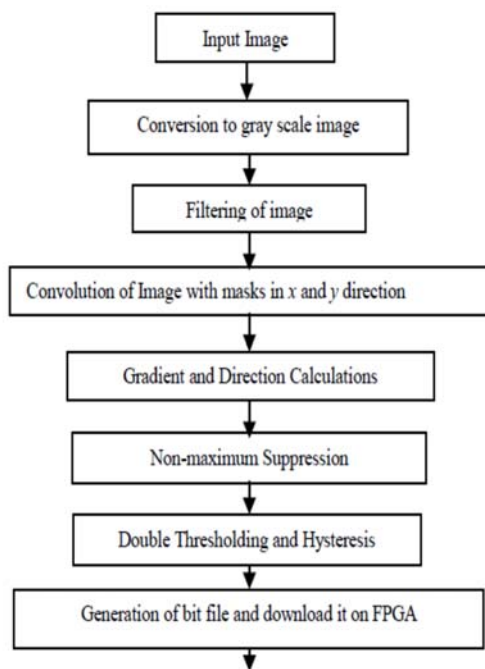 Input Image
Conversion to gray scale image
Filtering of image
Convolution of Image with masks in x and y direction
Gradient and Direction Calculations
Non-maximum Suppression
Double Thresholding and Hysteresis
Generation of bit file and download it on FPGA